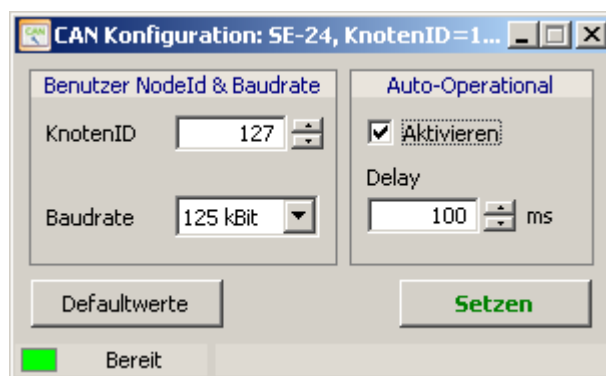 CAN Konfiguration: SE-24, KnotenID=1...
Benutzer NodeId & Baudrate
KnotenID 127
Baudrate 125 kBit
Auto-Operational
Aktivieren
Delay
100 ms
Defaultwerte
Setzen
Bereit